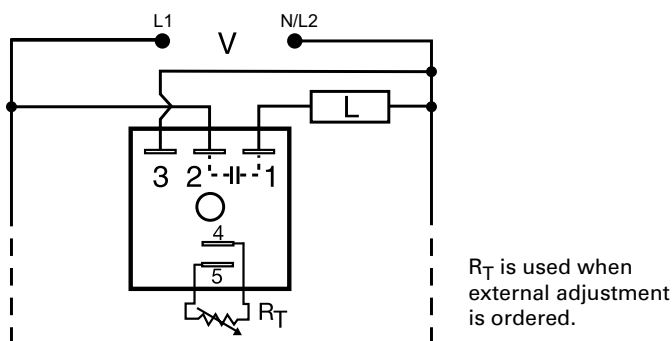 L1 V N/L2
L
3 2 1
4
5
RT
RT is used when
external adjustment
is ordered.